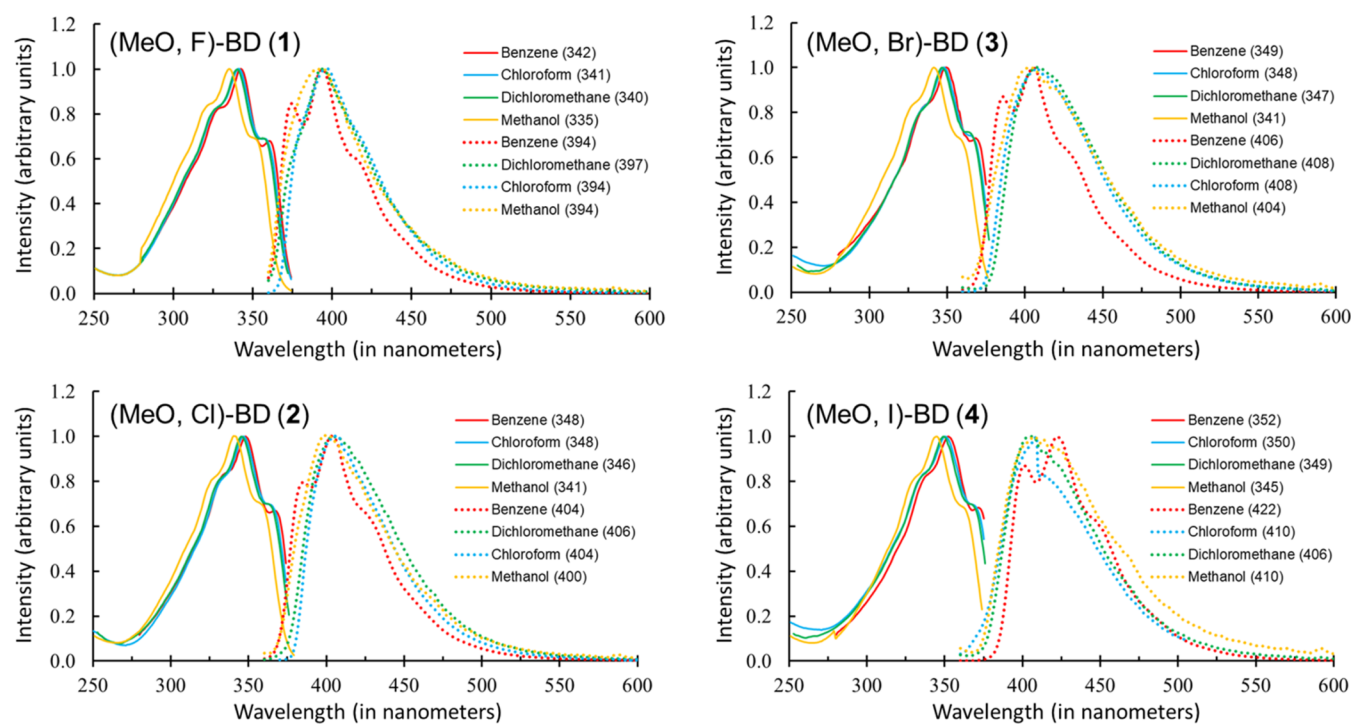 (MeO, F)-BD (1)
Benzene (342)
Chloroform (341)
Dichloromethane (340)
Methanol (335)
Benzene (394)
Dichloromethane (397)
Chloroform (394)
Methanol (394)
Intensity (arbitrary units)
1.2
1.0
0.8
0.6
0.4
0.2
0.0
250 300 350 400 450 500 550 600
Wavelength (in nanometers)
(MeO, Br)-BD (3)
Benzene (349)
Chloroform (348)
Dichloromethane (347)
Methanol (341)
Benzene (406)
Dichloromethane (408)
Chloroform (408)
Methanol (404)
Intensity (arbitrary units)
1.2
1.0
0.8
0.6
0.4
0.2
0.0
250 300 350 400 450 500 550 600
Wavelength (in nanometers)
(MeO, Cl)-BD (2)
Benzene (348)
Chloroform (348)
Dichloromethane (346)
Methanol (341)
Benzene (404)
Dichloromethane (406)
Chloroform (404)
Methanol (400)
Intensity (arbitrary units)
1.2
1.0
0.8
0.6
0.4
0.2
0.0
250 300 350 400 450 500 550 600
Wavelength (in nanometers)
(MeO, I)-BD (4)
Benzene (352)
Chloroform (350)
Dichloromethane (349)
Methanol (345)
Benzene (422)
Chloroform (410)
Dichloromethane (406)
Methanol (410)
Intensity (arbitrary units)
1.2
1.0
0.8
0.6
0.4
0.2
0.0
250 300 350 400 450 500 550 600
Wavelength (in nanometers)